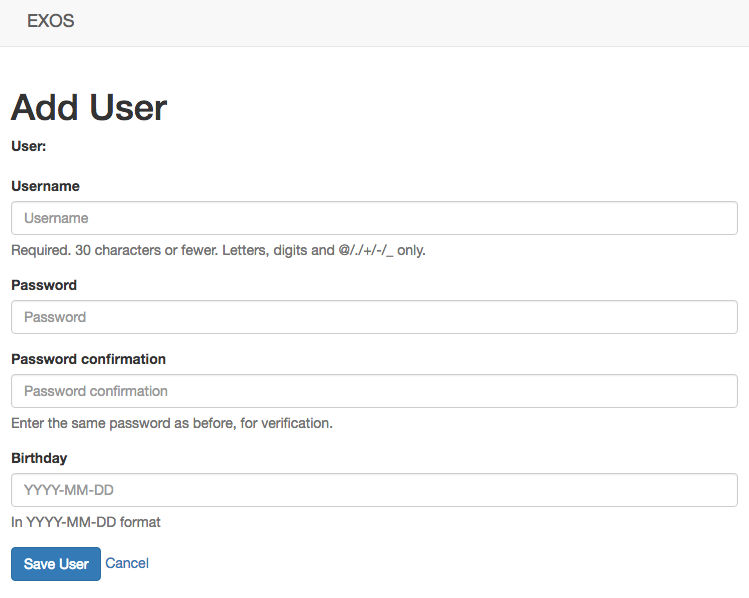 EXOS
Add User
User:
Username
Username
Required. 30 characters or fewer. Letters, digits and @/./+/-/_ only.
Password
Password
Password confirmation
Password confirmation
Enter the same password as before, for verification.
Birthday
YYYY-MM-DD
In YYYY-MM-DD format
Save User Cancel